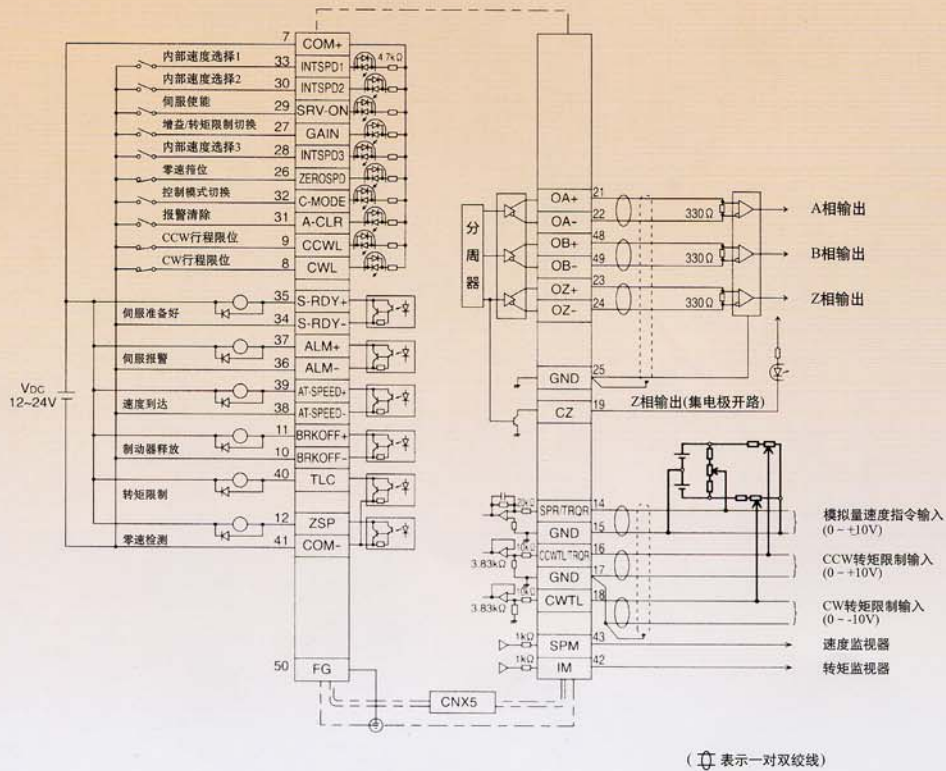 7 COM+
内部速度选择1 33 INTSPD1 4.7kΩ
内部速度选择2 30 INTSPD2
伺服使能 29 SRV-ON
增益/转矩限制切换 27 GAIN
内部速度选择3 28 INTSPD3
零速箝位 26 ZEROSPD
控制模式切换 32 C-MODE
报警清除 31 A-CLR
CCW行程限位 9 CCWL
CW行程限位 8 CWL
35 S-RDY+
伺服准备好 34 S-RDY-
37 ALM+
伺服报警 36 ALM-
39 AT-SPEED+
速度到达 38 AT-SPEED-
11 BRKOFF+
制动器释放 10 BRKOFF-
40 TLC
转矩限制
12 ZSP
零速检测 41 COM-
50 FG
VDC
12~24V
CNX5
分周器
OA+ 21
OA- 22 330Ω A相输出
OB+ 48
OB- 49 330Ω B相输出
OZ+ 23
OZ- 24 330Ω Z相输出
GND 25
CZ 19
Z相输出(集电极开路)
20kΩ SPR/TRQR 14
模拟量速度指令输入
(0~±10V)
GND 15
10kΩ CCWTL/TRQR 16
3.83kΩ
CCW转矩限制输入
(0~+10V)
GND 17
10kΩ CWTL 18
3.83kΩ
CW转矩限制输入
(0~-10V)
1kΩ SPM 43 速度监视器
1kΩ IM 42 转矩监视器
( 表示一对双绞线)